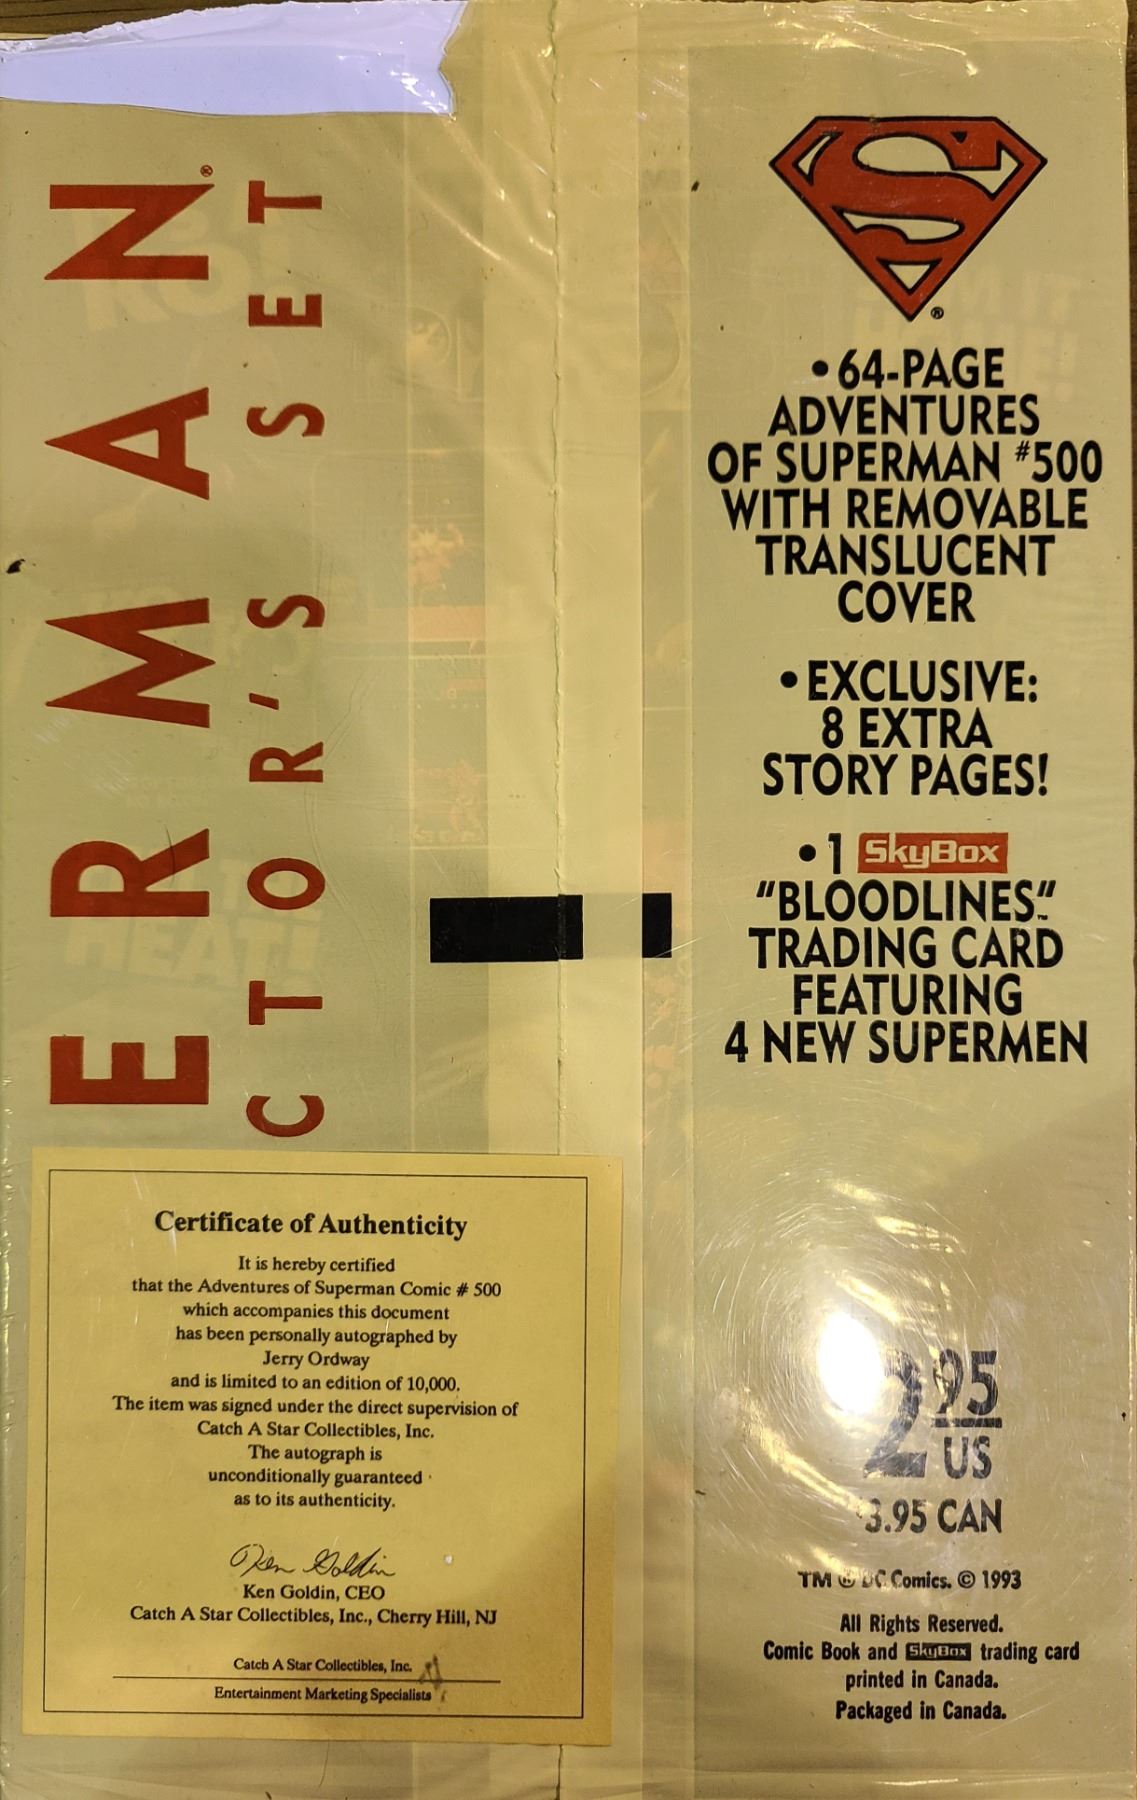 ERMAN®
CTOR'S SET
®
• 64-PAGE
ADVENTURES
OF SUPERMAN #500
WITH REMOVABLE
TRANSLUCENT
COVER
• EXCLUSIVE:
8 EXTRA
STORY PAGES!
• 1 SkyBox
"BLOODLINES"™
TRADING CARD
FEATURING
4 NEW SUPERMEN
2 95
US
3.95 CAN
TM & DC Comics. © 1993
All Rights Reserved.
Comic Book and SkyBox trading card
printed in Canada.
Packaged in Canada.
Certificate of Authenticity
It is hereby certified
that the Adventures of Superman Comic # 500
which accompanies this document
has been personally autographed by
Jerry Ordway
and is limited to an edition of 10,000.
The item was signed under the direct supervision of
Catch A Star Collectibles, Inc.
The autograph is
unconditionally guaranteed
as to its authenticity.
Ken Goldin
Ken Goldin, CEO
Catch A Star Collectibles, Inc., Cherry Hill, NJ
Catch A Star Collectibles, Inc.
Entertainment Marketing Specialists